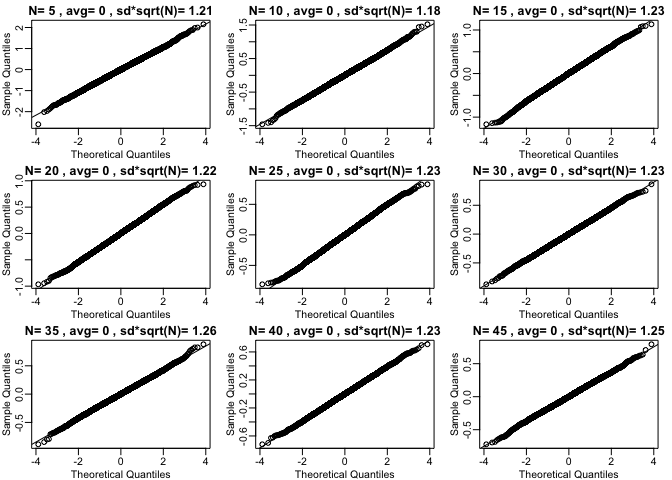 N= 5 , avg= 0 , sd*sqrt(N)= 1.21
Sample Quantiles
-2 -1 0 1 2
-4 -2 0 2 4
Theoretical Quantiles
N= 10 , avg= 0 , sd*sqrt(N)= 1.18
Sample Quantiles
-1.5 -0.5 0.5 1.5
-4 -2 0 2 4
Theoretical Quantiles
N= 15 , avg= 0 , sd*sqrt(N)= 1.23
Sample Quantiles
-1.0 0.0 1.0
-4 -2 0 2 4
Theoretical Quantiles
N= 20 , avg= 0 , sd*sqrt(N)= 1.22
Sample Quantiles
-1.0 0.0 0.5 1.0
-4 -2 0 2 4
Theoretical Quantiles
N= 25 , avg= 0 , sd*sqrt(N)= 1.23
Sample Quantiles
-0.5 0.0 0.5
-4 -2 0 2 4
Theoretical Quantiles
N= 30 , avg= 0 , sd*sqrt(N)= 1.23
Sample Quantiles
-0.5 0.0 0.5
-4 -2 0 2 4
Theoretical Quantiles
N= 35 , avg= 0 , sd*sqrt(N)= 1.26
Sample Quantiles
-0.5 0.0 0.5
-4 -2 0 2 4
Theoretical Quantiles
N= 40 , avg= 0 , sd*sqrt(N)= 1.23
Sample Quantiles
-0.6 -0.2 0.2 0.6
-4 -2 0 2 4
Theoretical Quantiles
N= 45 , avg= 0 , sd*sqrt(N)= 1.25
Sample Quantiles
-0.5 0.0 0.5
-4 -2 0 2 4
Theoretical Quantiles